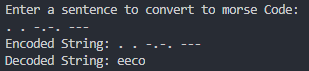 Enter a sentence to convert to morse Code:
. . -.-. ---
Encoded String: . . -.-. ---
Decoded String: eeco